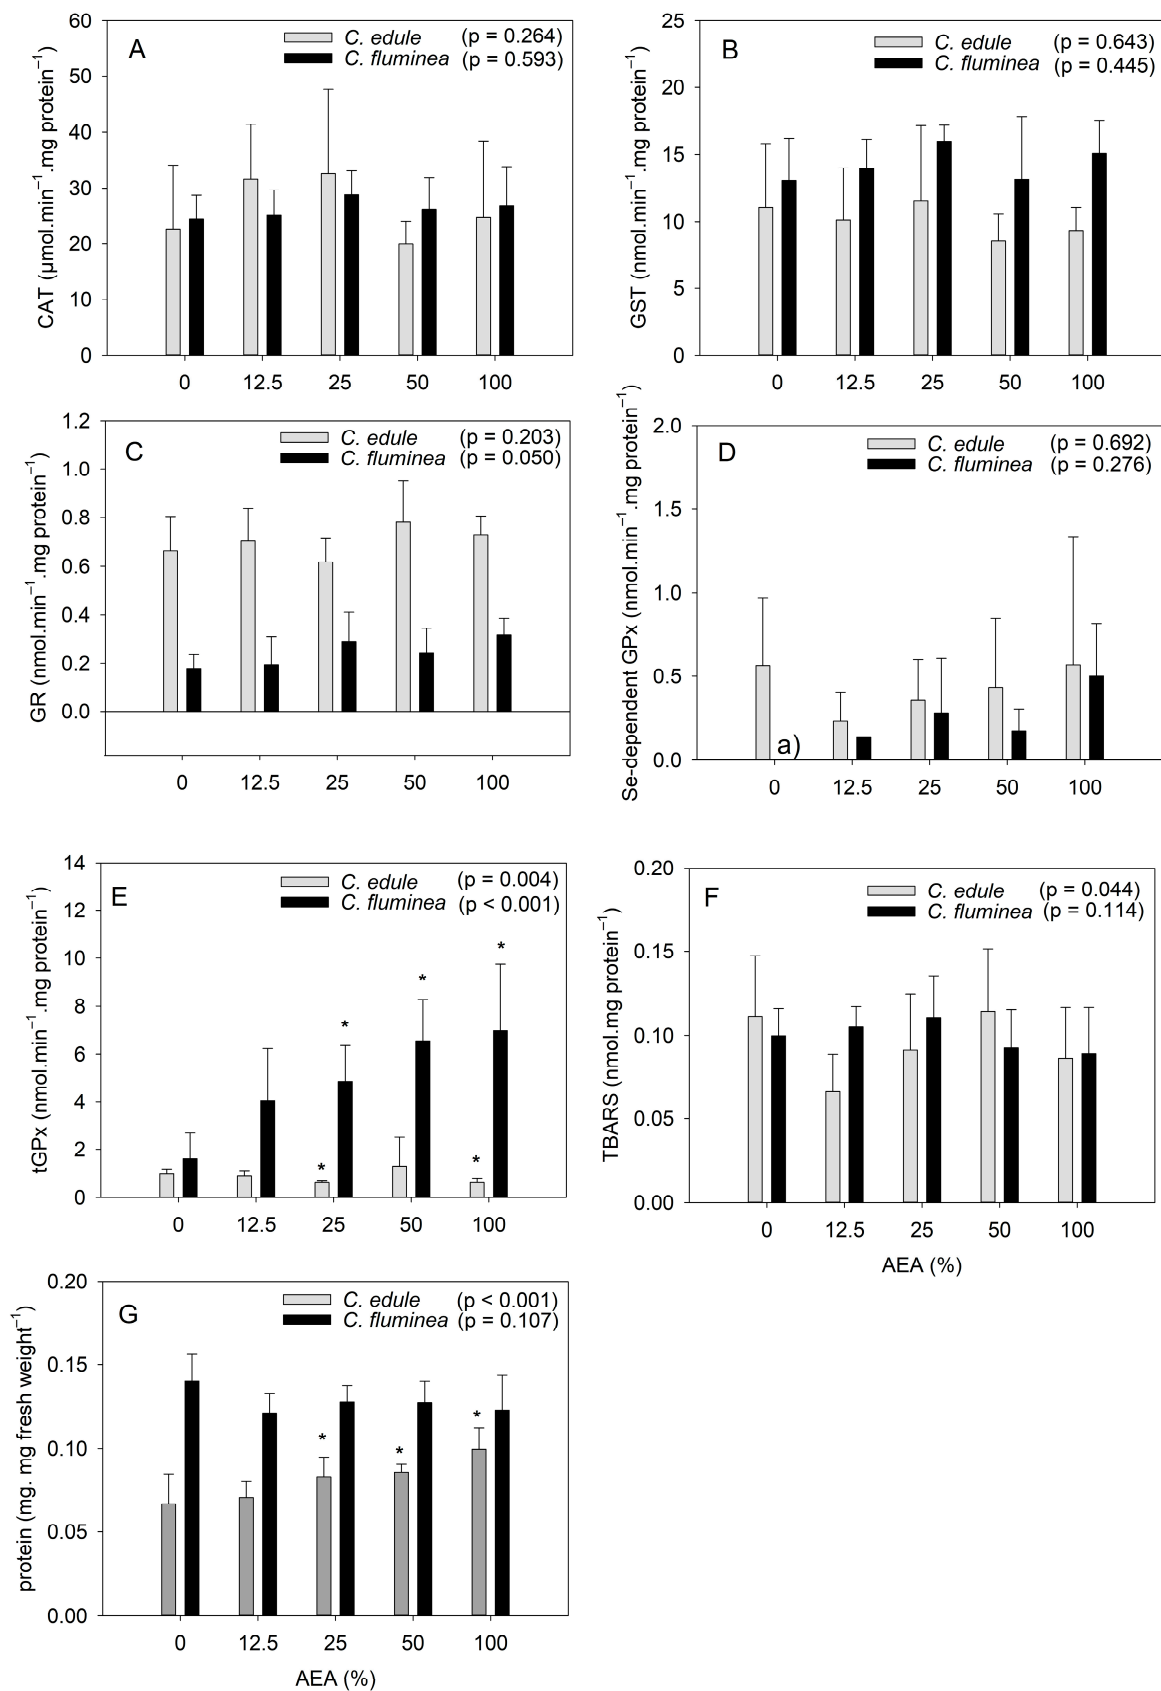 A
C. edule (p = 0.264)
C. fluminea (p = 0.593)
CAT (µmol.min⁻¹.mg protein⁻¹)
60
50
40
30
20
10
0
0 12.5 25 50 100
B
C. edule (p = 0.643)
C. fluminea (p = 0.445)
GST (nmol.min⁻¹.mg protein⁻¹)
25
20
15
10
5
0
0 12.5 25 50 100
C
C. edule (p = 0.203)
C. fluminea (p = 0.050)
GR (nmol.min⁻¹.mg protein⁻¹)
1.2
1.0
0.8
0.6
0.4
0.2
0.0
0 12.5 25 50 100
D
C. edule (p = 0.692)
C. fluminea (p = 0.276)
Se-dependent GPx (nmol.min⁻¹.mg protein⁻¹)
2.0
1.5
1.0
0.5
0.0
a)
0 12.5 25 50 100
E
C. edule (p = 0.004)
C. fluminea (p < 0.001)
tGPx (nmol.min⁻¹.mg protein⁻¹)
14
12
10
8
6
4
2
0
* * * * *
0 12.5 25 50 100
F
C. edule (p = 0.044)
C. fluminea (p = 0.114)
TBARS (nmol.mg protein⁻¹)
0.20
0.15
0.10
0.05
0.00
0 12.5 25 50 100
AEA (%)
G
C. edule (p < 0.001)
C. fluminea (p = 0.107)
protein (mg. mg fresh weight⁻¹)
0.20
0.15
0.10
0.05
0.00
* * *
0 12.5 25 50 100
AEA (%)